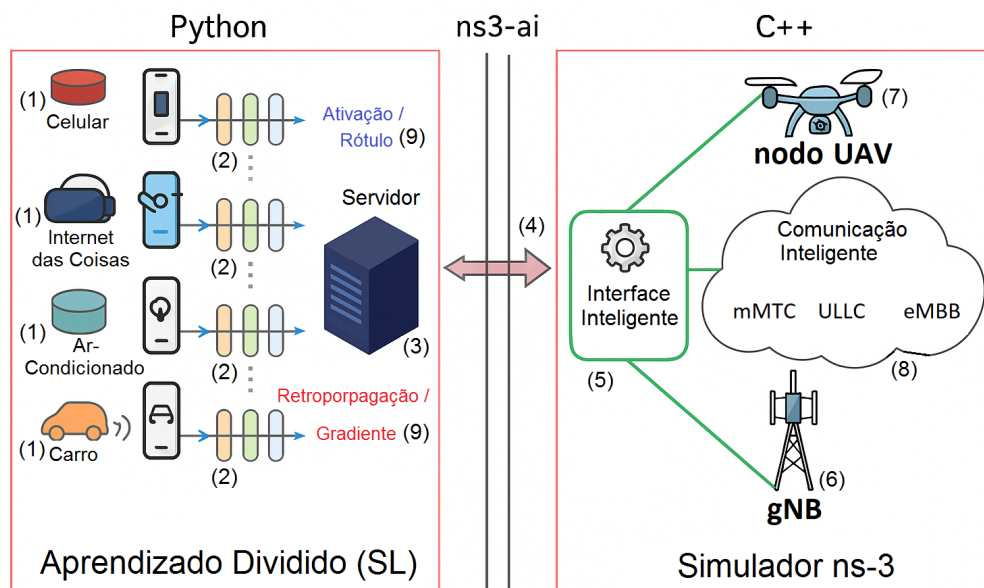 Python
ns3-ai
C++
(1)
Celular
(2)
Ativação /
Rótulo (9)
(1)
Internet
das Coisas
(2)
Servidor
(3)
(1)
Ar-
Condicionado
(2)
(1)
Carro
(2)
Retroporpagação /
Gradiente (9)
Aprendizado Dividido (SL)
(4)
Interface
Inteligente
(5)
(7)
nodo UAV
Comunicação
Inteligente
mMTC ULLC eMBB
(8)
(6)
gNB
Simulador ns-3